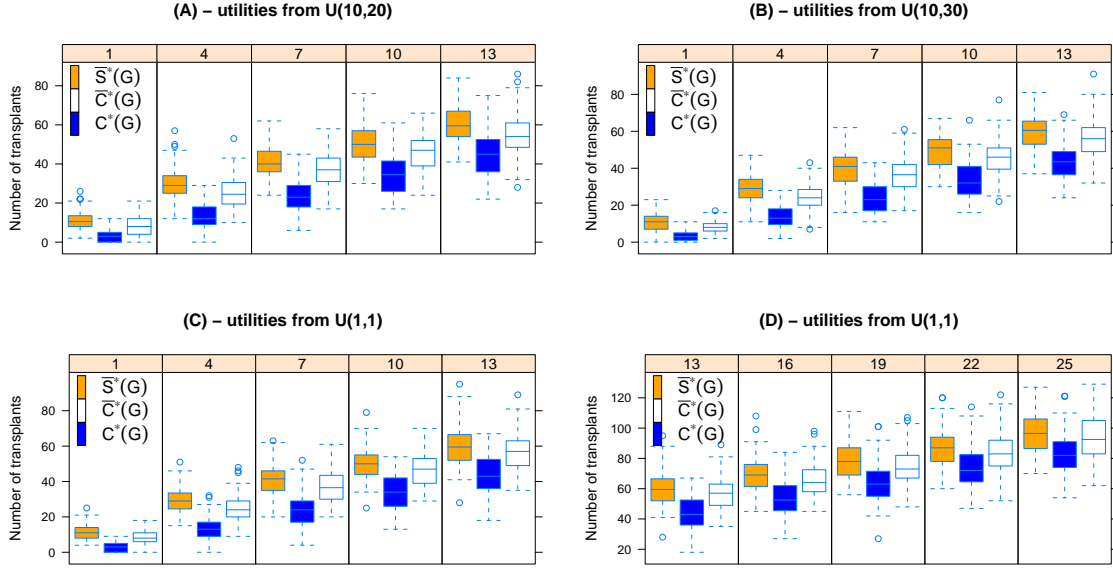 (A) – utilities from U(10,20)
1 4 7 10 13
S̅*(G)
C̅*(G)
C*(G)
Number of transplants
80
60
40
20
0
(B) – utilities from U(10,30)
1 4 7 10 13
S̅*(G)
C̅*(G)
C*(G)
Number of transplants
80
60
40
20
0
(C) – utilities from U(1,1)
1 4 7 10 13
S̅*(G)
C̅*(G)
C*(G)
Number of transplants
80
60
40
20
0
(D) – utilities from U(1,1)
13 16 19 22 25
S̅*(G)
C̅*(G)
C*(G)
Number of transplants
120
100
80
60
40
20